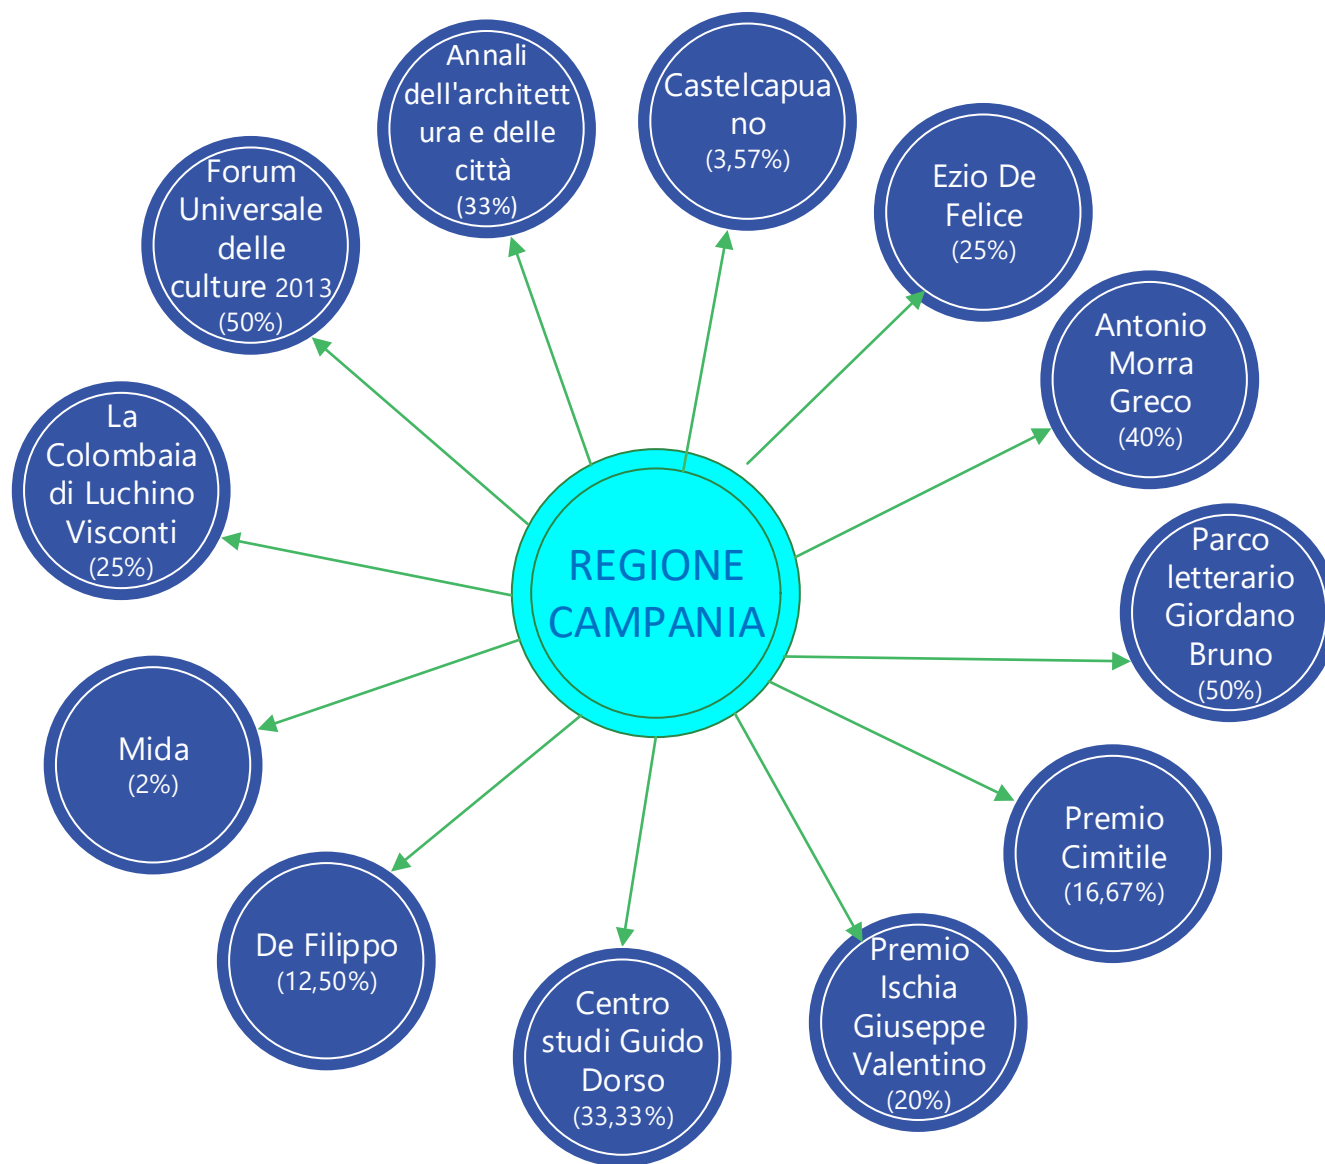 Annali
dell'architett
ura e delle
città
(33%)
Castelcapua
no
(3,57%)
Ezio De
Felice
(25%)
Antonio
Morra
Greco
(40%)
Parco
letterario
Giordano
Bruno
(50%)
Premio
Cimitile
(16,67%)
Premio
Ischia
Giuseppe
Valentino
(20%)
Centro
studi Guido
Dorso
(33,33%)
De Filippo
(12,50%)
Mida
(2%)
La
Colombaia
di Luchino
Visconti
(25%)
Forum
Universale
delle
culture 2013
(50%)
REGIONE
CAMPANIA